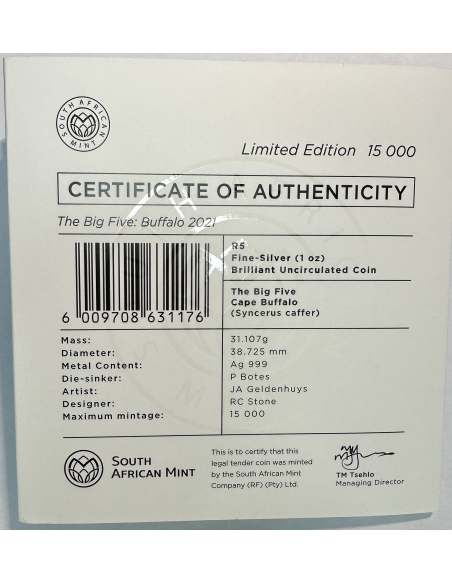 SOUTH AFRICAN MINT
Limited Edition 15 000
CERTIFICATE OF AUTHENTICITY
The Big Five: Buffalo 2021
R5
Fine-Silver (1 oz)
Brilliant Uncirculated Coin
The Big Five
Cape Buffalo
(Syncerus caffer)
6 009708 631176
Mass: 31.107g
Diameter: 38.725 mm
Metal Content: Ag 999
Die-sinker: P Botes
Artist: JA Geldenhuys
Designer: RC Stone
Maximum mintage: 15 000
SOUTH
AFRICAN MINT
This is to certify that this
legal tender coin was minted
by the South African Mint
Company (RF) (Pty) Ltd.
TM Tsehlo
Managing Director